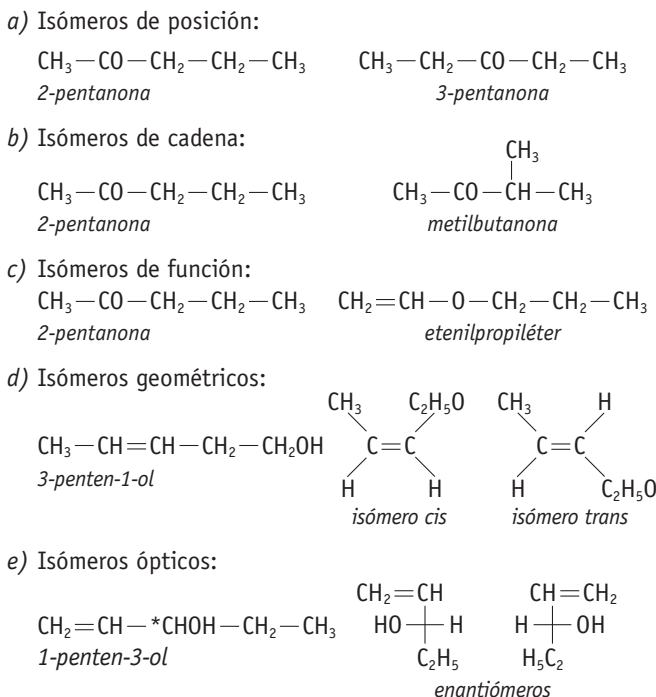 a) Isómeros de posición:
CH₃—CO—CH₂—CH₂—CH₃ CH₃—CH₂—CO—CH₂—CH₃
2-pentanona 3-pentanona
b) Isómeros de cadena:
CH₃
CH₃—CO—CH₂—CH₂—CH₃ CH₃—CO—CH—CH₃
2-pentanona metilbutanona
c) Isómeros de función:
CH₃—CO—CH₂—CH₂—CH₃ CH₂=CH—O—CH₂—CH₂—CH₃
2-pentanona etenilpropiléter
d) Isómeros geométricos:
CH₃ C₂H₅O CH₃ H
CH₃—CH=CH—CH₂—CH₂OH C=C C=C
3-penten-1-ol
H H H C₂H₅O
isómero cis isómero trans
e) Isómeros ópticos:
CH₂=CH CH=CH₂
CH₂=CH—*CHOH—CH₂—CH₃ HO H H OH
1-penten-3-ol
C₂H₅ H₅C₂
enantiómeros